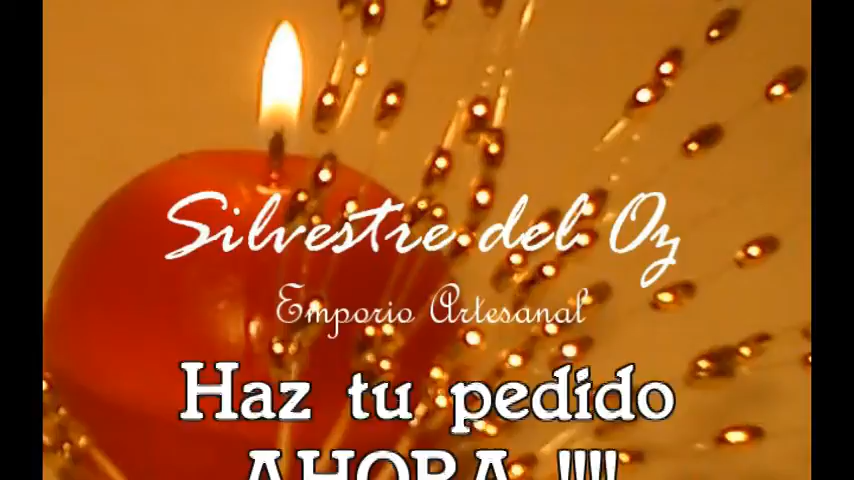 Silvestre del Oz
Emporio Artesanal
Haz tu pedido
AHORA !!!!